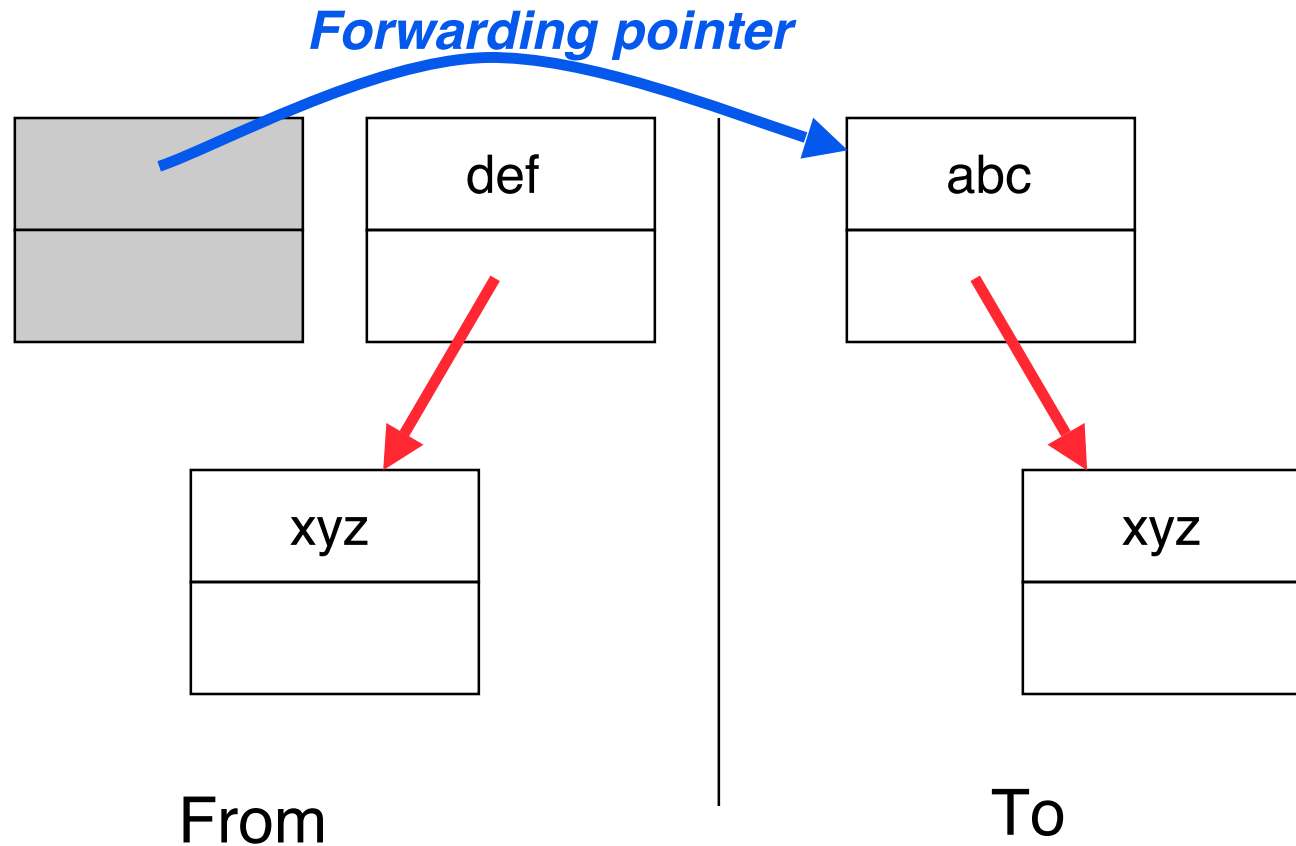 Forwarding pointer
def
abc
xyz
xyz
From
To